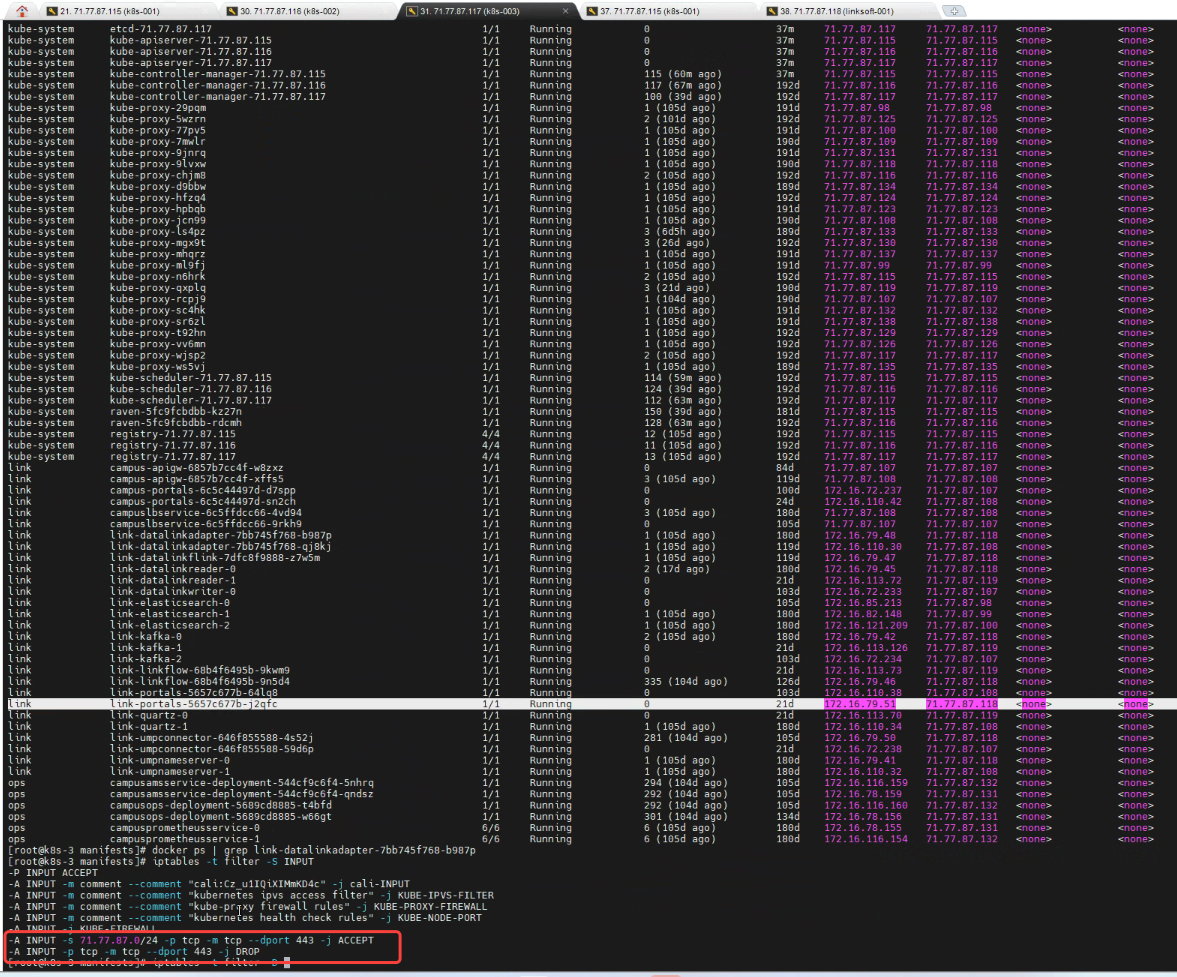 21. 71.77.87.115 (k8s-001)
30. 71.77.87.116 (k8s-002)
31. 71.77.87.117 (k8s-003)
37. 71.77.87.115 (k8s-001)
38. 71.77.87.118 (linksoft-001)
kube-system etcd-71.77.87.117 1/1 Running 0 37m 71.77.87.117 71.77.87.117 <none> <none>
kube-system kube-apiserver-71.77.87.115 1/1 Running 0 37m 71.77.87.115 71.77.87.115 <none> <none>
kube-system kube-apiserver-71.77.87.116 1/1 Running 0 37m 71.77.87.116 71.77.87.116 <none> <none>
kube-system kube-apiserver-71.77.87.117 1/1 Running 0 37m 71.77.87.117 71.77.87.117 <none> <none>
kube-system kube-controller-manager-71.77.87.115 1/1 Running 115 (60m ago) 37m 71.77.87.115 71.77.87.115 <none> <none>
kube-system kube-controller-manager-71.77.87.116 1/1 Running 117 (67m ago) 192d 71.77.87.116 71.77.87.116 <none> <none>
kube-system kube-controller-manager-71.77.87.117 1/1 Running 100 (39d ago) 192d 71.77.87.117 71.77.87.117 <none> <none>
kube-system kube-proxy-29pqm 1/1 Running 1 (105d ago) 191d 71.77.87.98 71.77.87.98 <none> <none>
kube-system kube-proxy-5wzrn 1/1 Running 2 (101d ago) 192d 71.77.87.125 71.77.87.125 <none> <none>
kube-system kube-proxy-77pv5 1/1 Running 1 (105d ago) 191d 71.77.87.100 71.77.87.100 <none> <none>
kube-system kube-proxy-7mwlr 1/1 Running 1 (105d ago) 190d 71.77.87.109 71.77.87.109 <none> <none>
kube-system kube-proxy-9jnrq 1/1 Running 1 (105d ago) 191d 71.77.87.131 71.77.87.131 <none> <none>
kube-system kube-proxy-9lvxw 1/1 Running 1 (105d ago) 190d 71.77.87.118 71.77.87.118 <none> <none>
kube-system kube-proxy-chjm8 1/1 Running 2 (105d ago) 192d 71.77.87.116 71.77.87.116 <none> <none>
kube-system kube-proxy-d9bbw 1/1 Running 1 (105d ago) 189d 71.77.87.134 71.77.87.134 <none> <none>
kube-system kube-proxy-hfzq4 1/1 Running 1 (105d ago) 192d 71.77.87.124 71.77.87.124 <none> <none>
kube-system kube-proxy-hpbqb 1/1 Running 1 (105d ago) 191d 71.77.87.123 71.77.87.123 <none> <none>
kube-system kube-proxy-jcn99 1/1 Running 1 (105d ago) 190d 71.77.87.108 71.77.87.108 <none> <none>
kube-system kube-proxy-ls4pz 1/1 Running 3 (6d5h ago) 189d 71.77.87.133 71.77.87.133 <none> <none>
kube-system kube-proxy-mgx9t 1/1 Running 3 (26d ago) 192d 71.77.87.130 71.77.87.130 <none> <none>
kube-system kube-proxy-mhqrz 1/1 Running 1 (105d ago) 191d 71.77.87.137 71.77.87.137 <none> <none>
kube-system kube-proxy-ml9fj 1/1 Running 1 (105d ago) 191d 71.77.87.99 71.77.87.99 <none> <none>
kube-system kube-proxy-n6hrk 1/1 Running 2 (105d ago) 192d 71.77.87.115 71.77.87.115 <none> <none>
kube-system kube-proxy-qxplq 1/1 Running 3 (21d ago) 190d 71.77.87.119 71.77.87.119 <none> <none>
kube-system kube-proxy-rcpj9 1/1 Running 1 (104d ago) 190d 71.77.87.107 71.77.87.107 <none> <none>
kube-system kube-proxy-sc4hk 1/1 Running 1 (105d ago) 191d 71.77.87.132 71.77.87.132 <none> <none>
kube-system kube-proxy-sr6zl 1/1 Running 1 (105d ago) 191d 71.77.87.138 71.77.87.138 <none> <none>
kube-system kube-proxy-t92hn 1/1 Running 1 (105d ago) 192d 71.77.87.129 71.77.87.129 <none> <none>
kube-system kube-proxy-vv6mn 1/1 Running 1 (105d ago) 192d 71.77.87.126 71.77.87.126 <none> <none>
kube-system kube-proxy-wjsp2 1/1 Running 2 (105d ago) 192d 71.77.87.117 71.77.87.117 <none> <none>
kube-system kube-proxy-ws5vj 1/1 Running 1 (105d ago) 189d 71.77.87.135 71.77.87.135 <none> <none>
kube-system kube-scheduler-71.77.87.115 1/1 Running 114 (59m ago) 192d 71.77.87.115 71.77.87.115 <none> <none>
kube-system kube-scheduler-71.77.87.116 1/1 Running 124 (39d ago) 192d 71.77.87.116 71.77.87.116 <none> <none>
kube-system kube-scheduler-71.77.87.117 1/1 Running 112 (63m ago) 192d 71.77.87.117 71.77.87.117 <none> <none>
kube-system raven-5fc9fcbdbb-kz27n 1/1 Running 150 (39d ago) 181d 71.77.87.115 71.77.87.115 <none> <none>
kube-system raven-5fc9fcbdbb-rdcmh 1/1 Running 128 (63m ago) 192d 71.77.87.116 71.77.87.116 <none> <none>
kube-system registry-71.77.87.115 4/4 Running 12 (105d ago) 192d 71.77.87.115 71.77.87.115 <none> <none>
kube-system registry-71.77.87.116 4/4 Running 11 (105d ago) 192d 71.77.87.116 71.77.87.116 <none> <none>
kube-system registry-71.77.87.117 4/4 Running 13 (105d ago) 192d 71.77.87.117 71.77.87.117 <none> <none>
link campus-apigw-6857b7cc4f-w8zxz 1/1 Running 0 84d 71.77.87.107 71.77.87.107 <none> <none>
link campus-apigw-6857b7cc4f-xffs5 1/1 Running 3 (105d ago) 119d 71.77.87.108 71.77.87.108 <none> <none>
link campus-portals-6c5c44497d-d7spp 1/1 Running 0 100d 172.16.72.237 71.77.87.107 <none> <none>
link campus-portals-6c5c44497d-sn2ch 1/1 Running 0 24d 172.16.110.42 71.77.87.108 <none> <none>
link campuslbservice-6c5ffdcc66-4vd94 1/1 Running 3 (105d ago) 180d 71.77.87.108 71.77.87.108 <none> <none>
link campuslbservice-6c5ffdcc66-9rkh9 1/1 Running 0 105d 71.77.87.107 71.77.87.107 <none> <none>
link link-datalinkadapter-7bb745f768-b987p 1/1 Running 1 (105d ago) 180d 172.16.79.48 71.77.87.118 <none> <none>
link link-datalinkadapter-7bb745f768-qj8kj 1/1 Running 1 (105d ago) 119d 172.16.110.30 71.77.87.108 <none> <none>
link link-datalinkflink-7dfc8f9888-z7w5m 1/1 Running 1 (105d ago) 119d 172.16.79.47 71.77.87.118 <none> <none>
link link-datalinkreader-0 1/1 Running 2 (17d ago) 180d 172.16.79.45 71.77.87.118 <none> <none>
link link-datalinkreader-1 1/1 Running 0 21d 172.16.113.72 71.77.87.119 <none> <none>
link link-datalinkwriter-0 1/1 Running 0 103d 172.16.72.233 71.77.87.107 <none> <none>
link link-elasticsearch-0 1/1 Running 0 105d 172.16.85.213 71.77.87.98 <none> <none>
link link-elasticsearch-1 1/1 Running 1 (105d ago) 180d 172.16.82.148 71.77.87.99 <none> <none>
link link-elasticsearch-2 1/1 Running 1 (105d ago) 180d 172.16.121.209 71.77.87.100 <none> <none>
link link-kafka-0 1/1 Running 2 (105d ago) 180d 172.16.79.42 71.77.87.118 <none> <none>
link link-kafka-1 1/1 Running 0 21d 172.16.113.126 71.77.87.119 <none> <none>
link link-kafka-2 1/1 Running 0 103d 172.16.72.234 71.77.87.107 <none> <none>
link link-linkflow-68b4f6495b-9kwm9 1/1 Running 0 21d 172.16.113.73 71.77.87.119 <none> <none>
link link-linkflow-68b4f6495b-9n5d4 1/1 Running 335 (104d ago) 126d 172.16.79.46 71.77.87.118 <none> <none>
link link-portals-5657c677b-64lq8 1/1 Running 0 103d 172.16.110.38 71.77.87.108 <none> <none>
link link-portals-5657c677b-j2qfc 1/1 Running 0 21d 172.16.79.51 71.77.87.118 <none> <none>
link link-quartz-0 1/1 Running 0 21d 172.16.113.70 71.77.87.119 <none> <none>
link link-quartz-1 1/1 Running 1 (105d ago) 180d 172.16.110.34 71.77.87.108 <none> <none>
link link-umpconnector-646f855588-4s52j 1/1 Running 281 (104d ago) 105d 172.16.79.50 71.77.87.118 <none> <none>
link link-umpconnector-646f855588-59d6p 1/1 Running 0 21d 172.16.72.238 71.77.87.107 <none> <none>
link link-umpnameserver-0 1/1 Running 1 (105d ago) 180d 172.16.79.41 71.77.87.118 <none> <none>
link link-umpnameserver-1 1/1 Running 1 (105d ago) 180d 172.16.110.32 71.77.87.108 <none> <none>
ops campusamsservice-deployment-544cf9c6f4-5nhrq 1/1 Running 294 (104d ago) 105d 172.16.116.159 71.77.87.132 <none> <none>
ops campusamsservice-deployment-544cf9c6f4-qndsz 1/1 Running 292 (104d ago) 105d 172.16.78.159 71.77.87.131 <none> <none>
ops campusops-deployment-5689cd8885-t4bfd 1/1 Running 292 (104d ago) 105d 172.16.116.160 71.77.87.132 <none> <none>
ops campusops-deployment-5689cd8885-w66gt 1/1 Running 301 (104d ago) 134d 172.16.78.156 71.77.87.131 <none> <none>
ops campusprometheusservice-0 6/6 Running 6 (105d ago) 180d 172.16.78.155 71.77.87.131 <none> <none>
ops campusprometheusservice-1 6/6 Running 6 (105d ago) 180d 172.16.116.154 71.77.87.132 <none> <none>
[root@k8s-3 manifests]# docker ps | grep link-datalinkadapter-7bb745f768-b987p
[root@k8s-3 manifests]# iptables -t filter -S INPUT
-P INPUT ACCEPT
-A INPUT -m comment --comment "cali:Cz_u1IQiXIMmKD4c" -j cali-INPUT
-A INPUT -m comment --comment "kubernetes ipvs access filter" -j KUBE-IPVS-FILTER
-A INPUT -m comment --comment "kube-proxy firewall rules" -j KUBE-PROXY-FIREWALL
-A INPUT -m comment --comment "kubernetes health check rules" -j KUBE-NODE-PORT
-A INPUT -j KUBE-FIREWALL
-A INPUT -s 71.77.87.0/24 -p tcp -m tcp --dport 443 -j ACCEPT
-A INPUT -p tcp -m tcp --dport 443 -j DROP
[root@k8s-3 manifests]# iptables -t filter -D